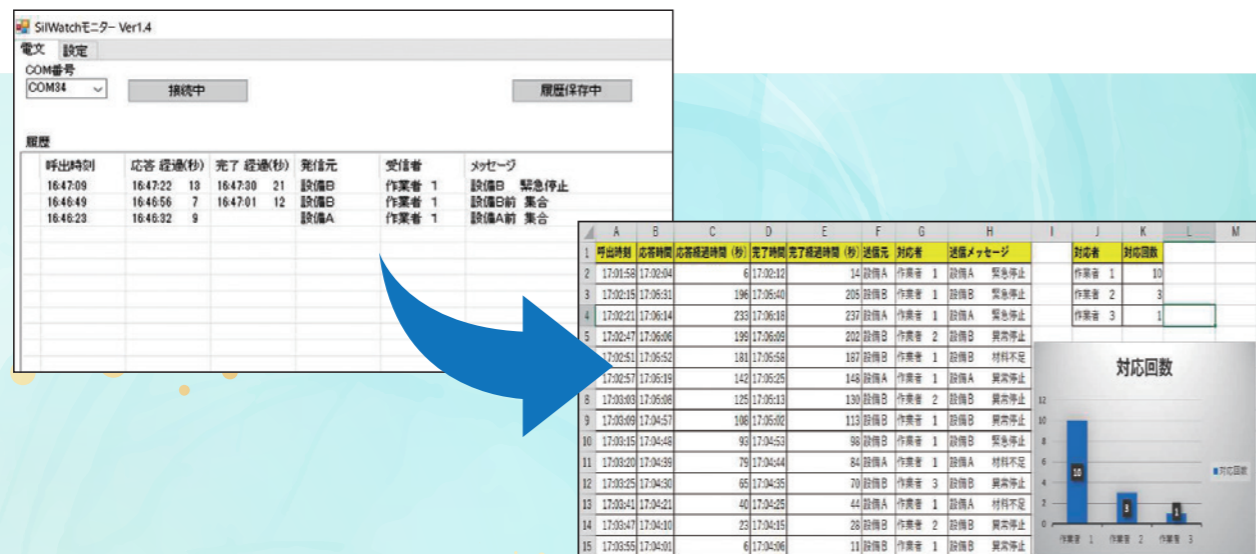 SilWatchモニター Ver1.4
電文 設定
COM番号
COM34 接続中 履歴保存中
履歴
呼出時刻 応答 経過(秒) 完了 経過(秒) 発信元 受信者 メッセージ
16:47:09 16:47:22 13 16:47:30 21 設備B 作業者 1 設備B 緊急停止
16:46:49 16:46:56 7 16:47:01 12 設備B 作業者 1 設備B前 集合
16:46:23 16:46:32 9 設備A 作業者 1 設備A前 集合
A B C D E F G H I J K L M
1 呼出時刻 応答時間 応答経過時間(秒) 完了時間 完了経過時間(秒) 送信元 対応者 送信メッセージ 対応者 対応回数
2 17:01:58 17:02:04 6 17:02:12 14 設備A 作業者 1 設備A 緊急停止 作業者 1 10
3 17:02:15 17:05:31 196 17:05:40 205 設備B 作業者 1 設備B 緊急停止 作業者 2 3
4 17:02:21 17:06:14 233 17:06:18 237 設備A 作業者 1 設備A 緊急停止 作業者 3 1
5 17:02:47 17:06:06 199 17:06:09 202 設備B 作業者 2 設備B 異常停止
17:02:51 17:05:52 181 17:05:58 187 設備B 作業者 1 設備B 材料不足
17:02:57 17:05:19 142 17:05:25 148 設備A 作業者 1 設備A 異常停止
8 17:03:03 17:05:08 125 17:05:13 130 設備B 作業者 2 設備B 異常停止
9 17:03:09 17:04:57 108 17:05:02 113 設備B 作業者 1 設備B 異常停止
10 17:03:15 17:04:48 93 17:04:53 98 設備B 作業者 1 設備B 緊急停止
11 17:03:20 17:04:39 79 17:04:44 84 設備A 作業者 1 設備A 材料不足
12 17:03:25 17:04:30 65 17:04:35 70 設備B 作業者 3 設備B 異常停止
13 17:03:41 17:04:21 40 17:04:25 44 設備A 作業者 1 設備A 材料不足
14 17:03:47 17:04:10 23 17:04:15 28 設備B 作業者 2 設備B 異常停止
15 17:03:55 17:04:01 6 17:04:06 11 設備B 作業者 1 設備B 異常停止
対応回数
12
10
8
6
4
2
0
10
3
1
対応回数
作業者 1 作業者 2 作業者 3